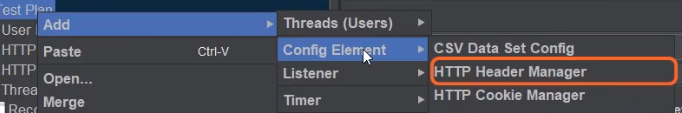 Test Plan
User
HTTP
HTTP
Threa
Reco
Add
Paste Ctrl-V
Open...
Merge
Threads (Users)
Config Element
Listener
Timer
CSV Data Set Config
HTTP Header Manager
HTTP Cookie Manager